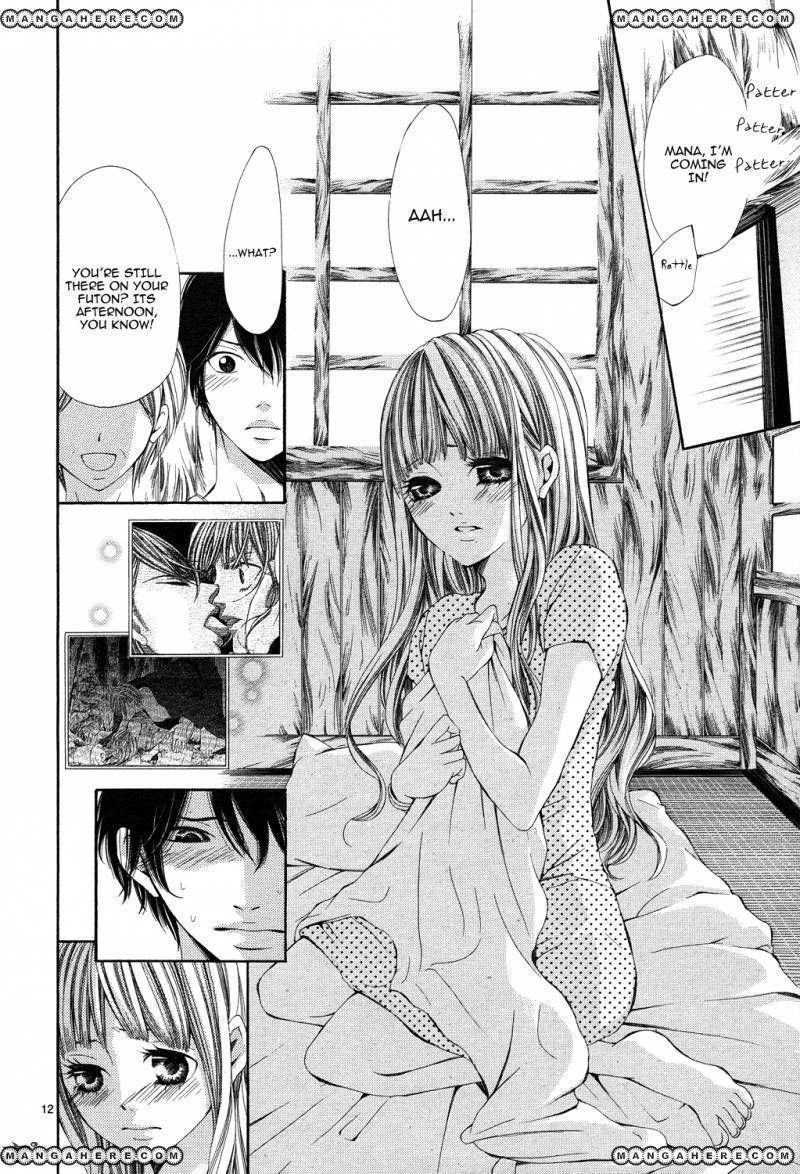 MANGAHERE.COM
MANGAHERE.COM
Patter
Patter
Patter
MANA, I'M
COMING
IN!
Rattle
AAH...
...WHAT?
YOU'RE STILL
THERE ON YOUR
FUTON? ITS
AFTERNOON,
YOU KNOW!
12
MANGAHERE.COM
MANGAHERE.COM